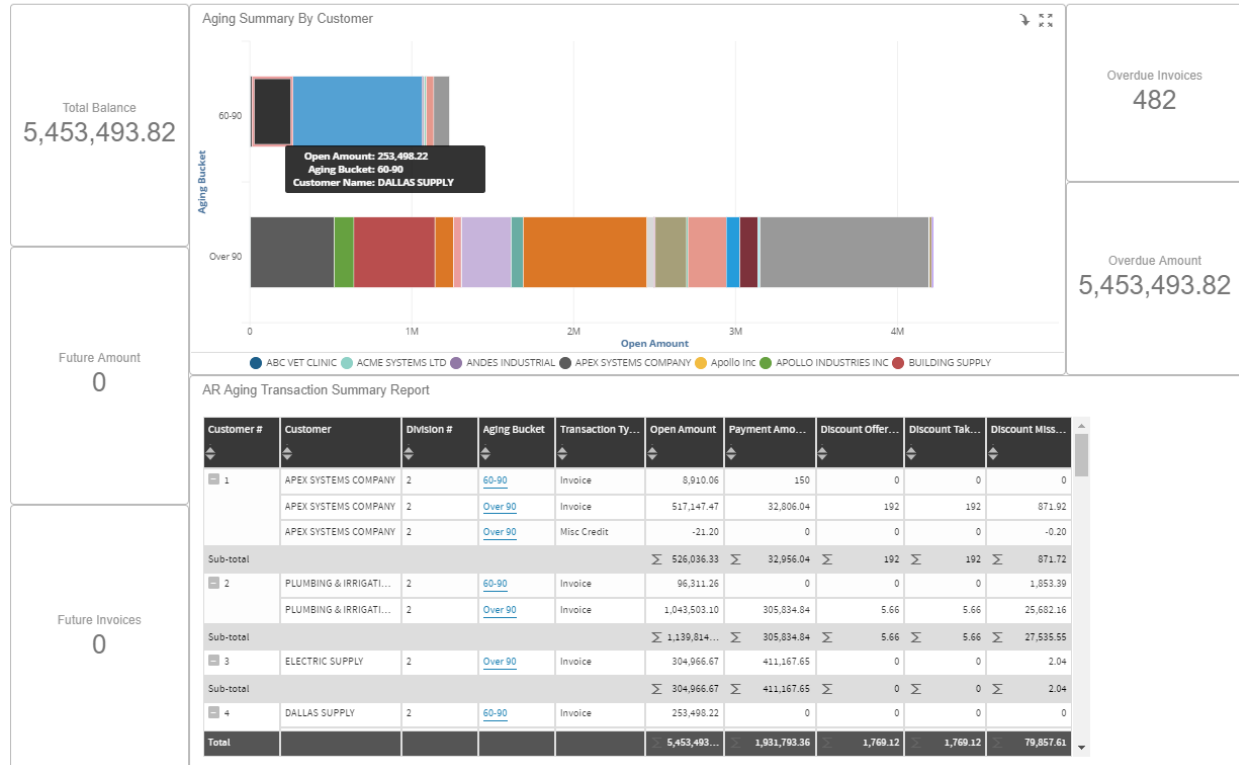 Total Balance
5,453,493.82
Future Amount
0
Future Invoices
0
Aging Summary By Customer
Aging Bucket
60-90
Open Amount: 253,498.22
Aging Bucket: 60-90
Customer Name: DALLAS SUPPLY
Over 90
0 1M 2M 3M 4M
Open Amount
ABC VET CLINIC ACME SYSTEMS LTD ANDES INDUSTRIAL APEX SYSTEMS COMPANY Apollo Inc APOLLO INDUSTRIES INC BUILDING SUPPLY
Overdue Invoices
482
Overdue Amount
5,453,493.82
AR Aging Transaction Summary Report
Customer # Customer Division # Aging Bucket Transaction Ty... Open Amount Payment Amo... Discount Offer... Discount Tak... Discount Miss...
1 APEX SYSTEMS COMPANY 2 60-90 Invoice 8,910.06 150 0 0 0
APEX SYSTEMS COMPANY 2 Over 90 Invoice 517,147.47 32,806.04 192 192 871.92
APEX SYSTEMS COMPANY 2 Over 90 Misc Credit -21.20 0 0 0 -0.20
Sub-total Σ 526,036.33 Σ 32,956.04 Σ 192 Σ 192 Σ 871.72
2 PLUMBING & IRRIGATI... 2 60-90 Invoice 96,311.26 0 0 0 1,853.39
PLUMBING & IRRIGATI... 2 Over 90 Invoice 1,043,503.10 305,834.84 5.66 5.66 25,682.16
Sub-total Σ 1,139,814... Σ 305,834.84 Σ 5.66 Σ 5.66 Σ 27,535.55
3 ELECTRIC SUPPLY 2 Over 90 Invoice 304,966.67 411,167.65 0 0 2.04
Sub-total Σ 304,966.67 Σ 411,167.65 Σ 0 Σ 0 Σ 2.04
4 DALLAS SUPPLY 2 60-90 Invoice 253,498.22 0 0 0 0
Total Σ 5,453,493... Σ 1,931,793.36 Σ 1,769.12 Σ 1,769.12 Σ 79,857.61